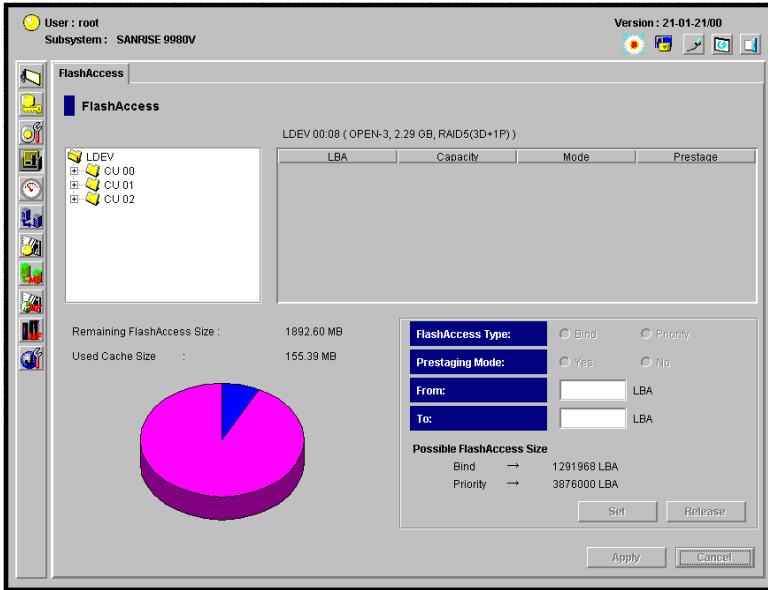 User : root
Version : 21-01-21/00
Subsystem : SANRISE 9980V
FlashAccess
FlashAccess
LDEV 00:08 ( OPEN-3, 2.29 GB, RAID5(3D+1P) )
LDEV
CU 00
CU 01
CU 02
LBA Capacity Mode Prestage
Remaining FlashAccess Size : 1892.60 MB
Used Cache Size : 155.39 MB
FlashAccess Type: Bind Priority
Prestaging Mode: Yes No
From: LBA
To: LBA
Possible FlashAccess Size
Bind → 1291968 LBA
Priority → 3876000 LBA
Set Release
Apply Cancel